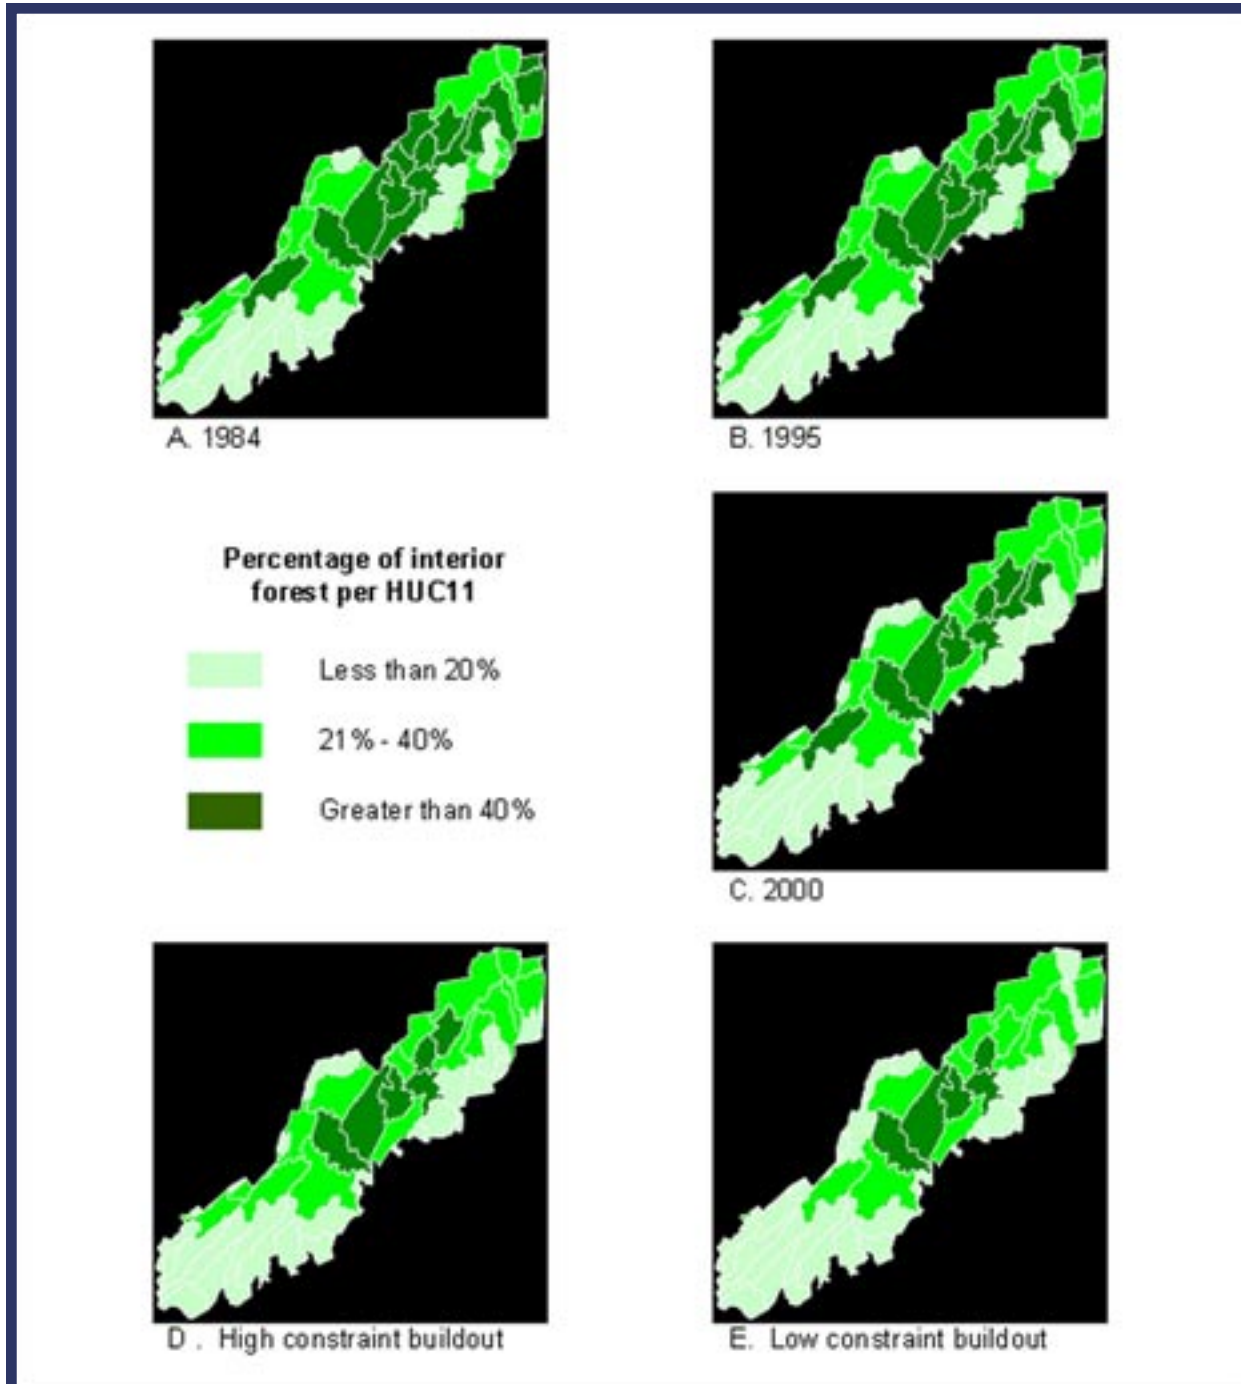 A. 1984
B. 1995
Percentage of interior
forest per HUC11
Less than 20%
21% - 40%
Greater than 40%
C. 2000
D . High constraint buildout
E. Low constraint buildout